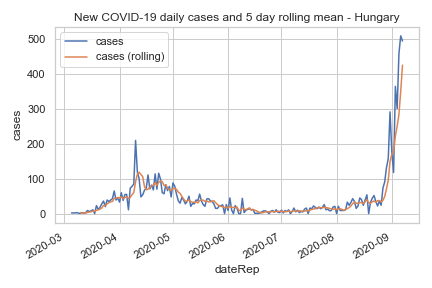 New COVID-19 daily cases and 5 day rolling mean - Hungary
cases
cases (rolling)
500
400
300
200
100
0
cases
2020-03
2020-04
2020-05
2020-06
2020-07
2020-08
2020-09
dateRep